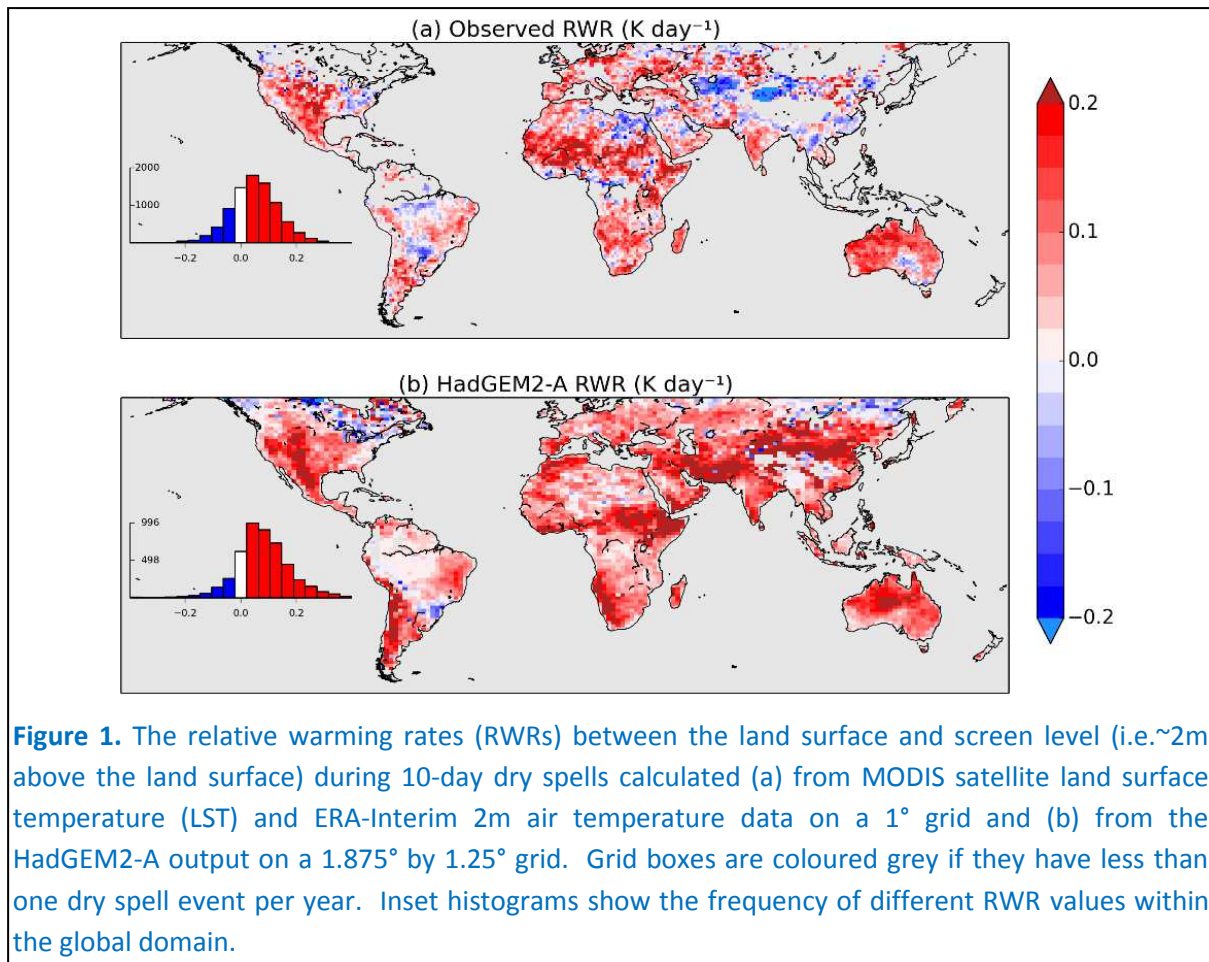 (a) Observed RWR (K day⁻¹)
2000
1000
−0.2 0.0 0.2
(b) HadGEM2-A RWR (K day⁻¹)
996
498
−0.2 0.0 0.2
0.2
0.1
0.0
−0.1
−0.2
Figure 1. The relative warming rates (RWRs) between the land surface and screen level (i.e.~2m
above the land surface) during 10-day dry spells calculated (a) from MODIS satellite land surface
temperature (LST) and ERA-Interim 2m air temperature data on a 1° grid and (b) from the
HadGEM2-A output on a 1.875° by 1.25° grid. Grid boxes are coloured grey if they have less than
one dry spell event per year. Inset histograms show the frequency of different RWR values within
the global domain.